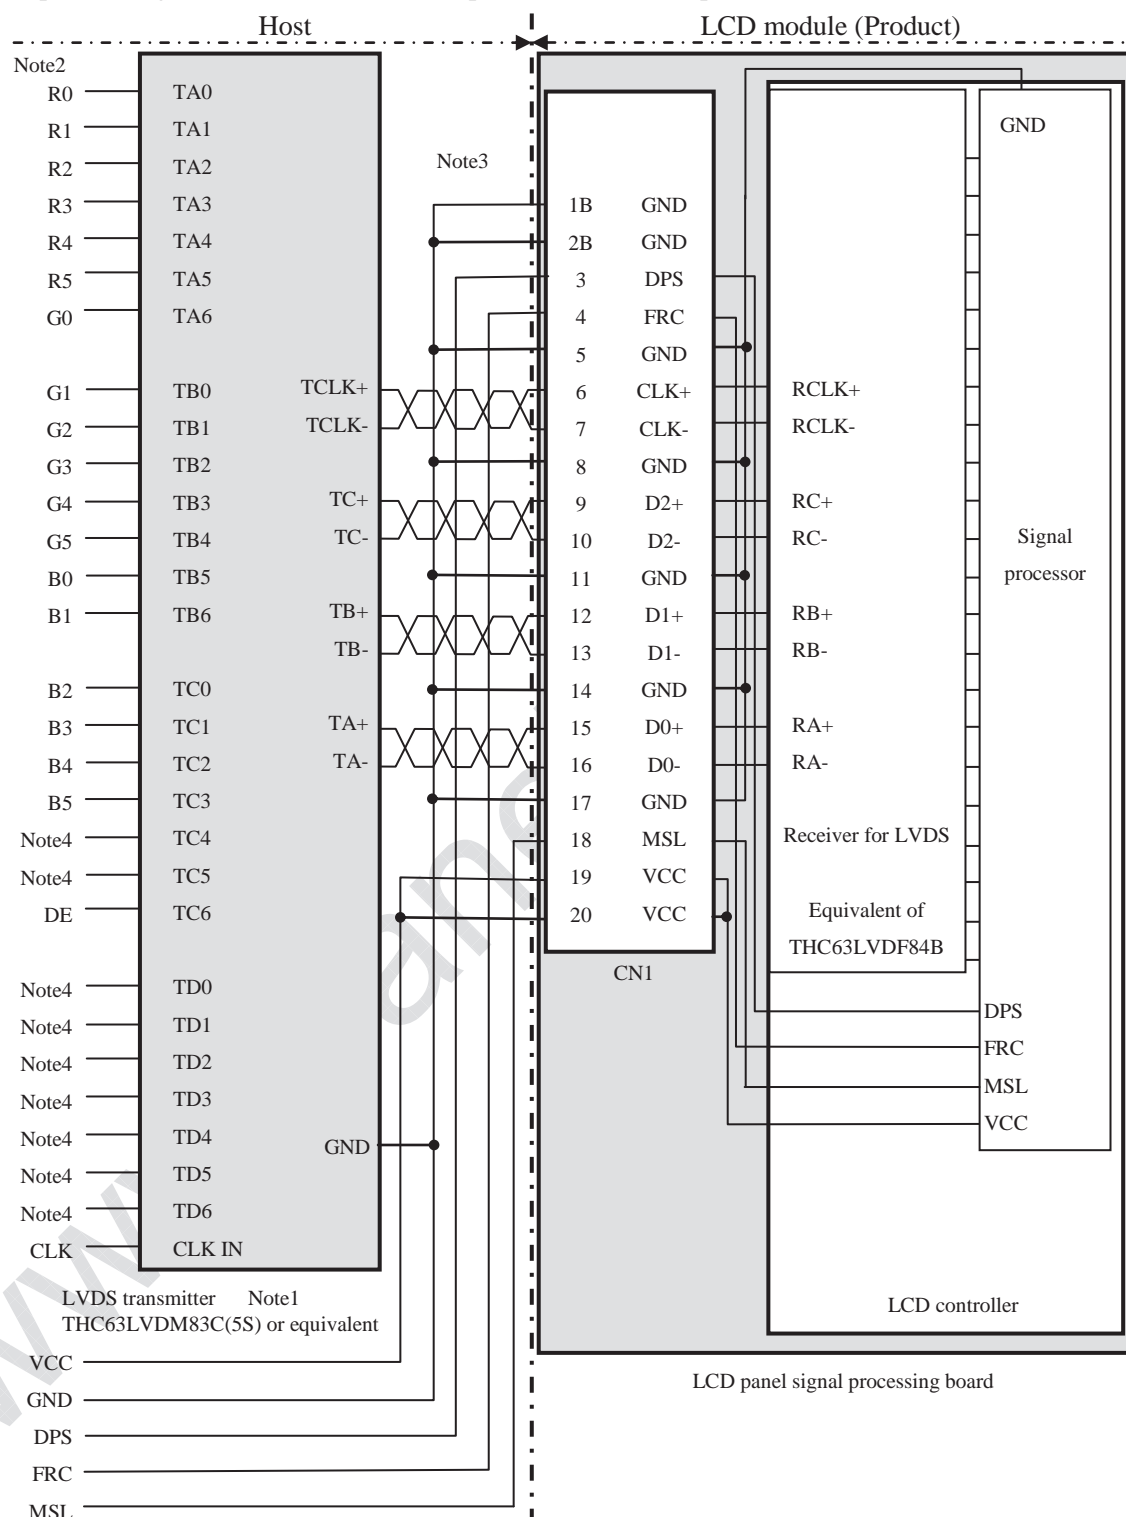 Host
LCD module (Product)
Note2
R0 TA0
R1 TA1
R2 TA2
R3 TA3
R4 TA4
R5 TA5
G0 TA6
G1 TB0
G2 TB1
G3 TB2
G4 TB3
G5 TB4
B0 TB5
B1 TB6
B2 TC0
B3 TC1
B4 TC2
B5 TC3
Note4 TC4
Note4 TC5
DE TC6
Note4 TD0
Note4 TD1
Note4 TD2
Note4 TD3
Note4 TD4
Note4 TD5
Note4 TD6
CLK CLK IN
TCLK+
TCLK-
TC+
TC-
TB+
TB-
TA+
TA-
GND
LVDS transmitter Note1
THC63LVDM83C(5S) or equivalent
VCC
GND
DPS
FRC
MSL
Note3
1B GND
2B GND
3 DPS
4 FRC
5 GND
6 CLK+
7 CLK-
8 GND
9 D2+
10 D2-
11 GND
12 D1+
13 D1-
14 GND
15 D0+
16 D0-
17 GND
18 MSL
19 VCC
20 VCC
CN1
RCLK+
RCLK-
RC+
RC-
RB+
RB-
RA+
RA-
Receiver for LVDS
Equivalent of
THC63LVDF84B
GND
Signal
processor
DPS
FRC
MSL
VCC
LCD controller
LCD panel signal processing board